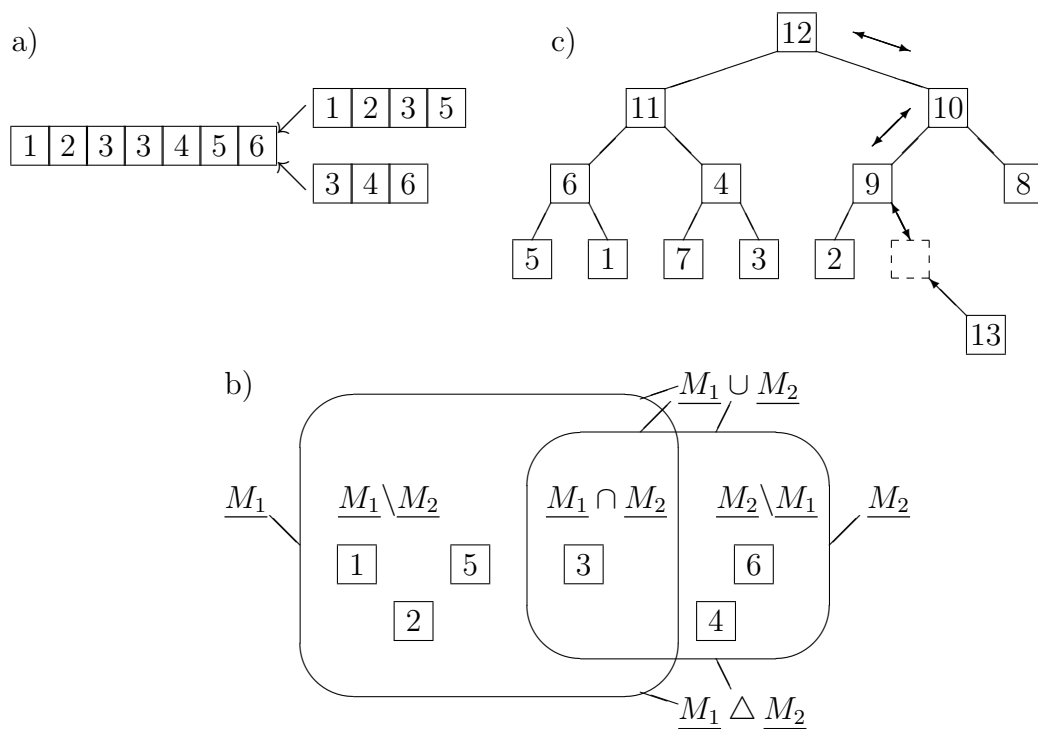 a)
1 2 3 5
1 2 3 3 4 5 6
3 4 6
c)
12
11 10
6 4 9 8
5 1 7 3 2
13
b)
M₁ ∪ M₂
M₁ M₁\M₂ M₁ ∩ M₂ M₂\M₁ M₂
1 5 3 6
2 4
M₁ △ M₂